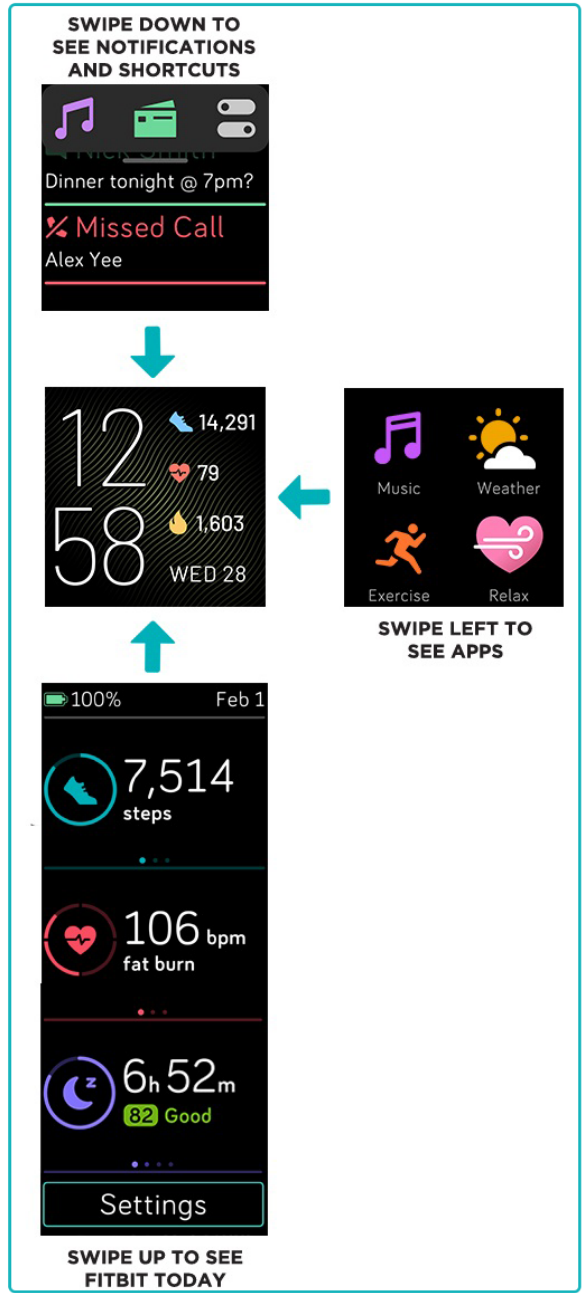 SWIPE DOWN TO
SEE NOTIFICATIONS
AND SHORTCUTS
Nick Smith
Dinner tonight @ 7pm?
Missed Call
Alex Yee
12
58
14,291
79
1,603
WED 28
Music
Weather
Exercise
Relax
SWIPE LEFT TO
SEE APPS
100%
Feb 1
7,514
steps
106 bpm
fat burn
z
6h 52m
82 Good
Settings
SWIPE UP TO SEE
FITBIT TODAY